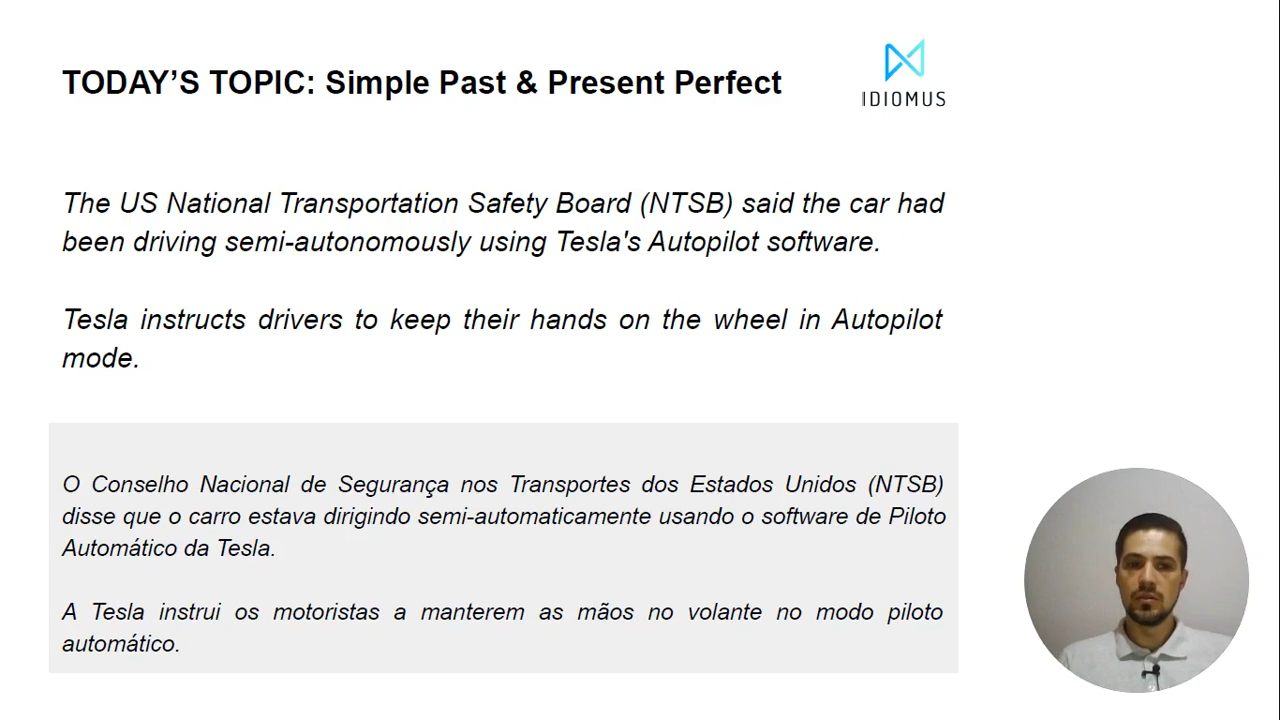 TODAY’S TOPIC: Simple Past & Present Perfect
IDIOMUS
The US National Transportation Safety Board (NTSB) said the car had
been driving semi-autonomously using Tesla's Autopilot software.
Tesla instructs drivers to keep their hands on the wheel in Autopilot
mode.
O Conselho Nacional de Segurança nos Transportes dos Estados Unidos (NTSB)
disse que o carro estava dirigindo semi-automaticamente usando o software de Piloto
Automático da Tesla.
A Tesla instrui os motoristas a manterem as mãos no volante no modo piloto
automático.